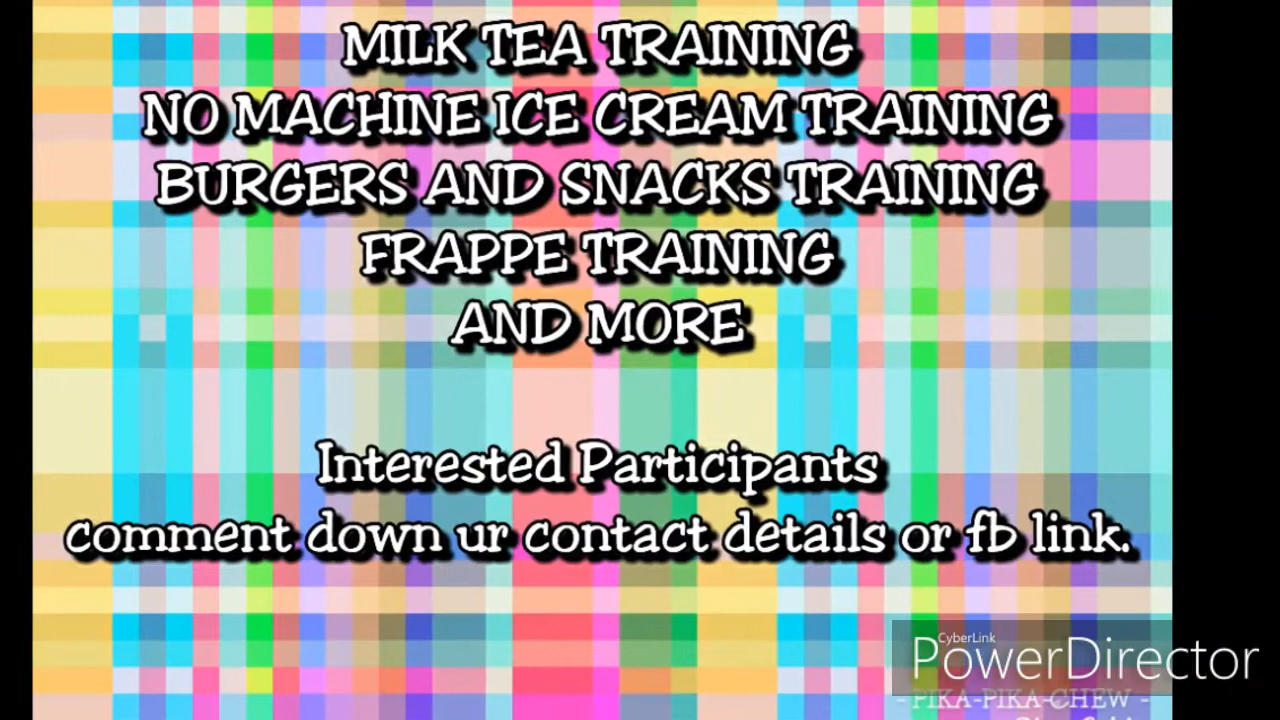 MILK TEA TRAINING
NO MACHINE ICE CREAM TRAINING
BURGERS AND SNACKS TRAINING
FRAPPE TRAINING
AND MORE
Interested Participants
comment down ur contact details or fb link.
CyberLink
PowerDirector
- PIKA-PIKA-CHEW -